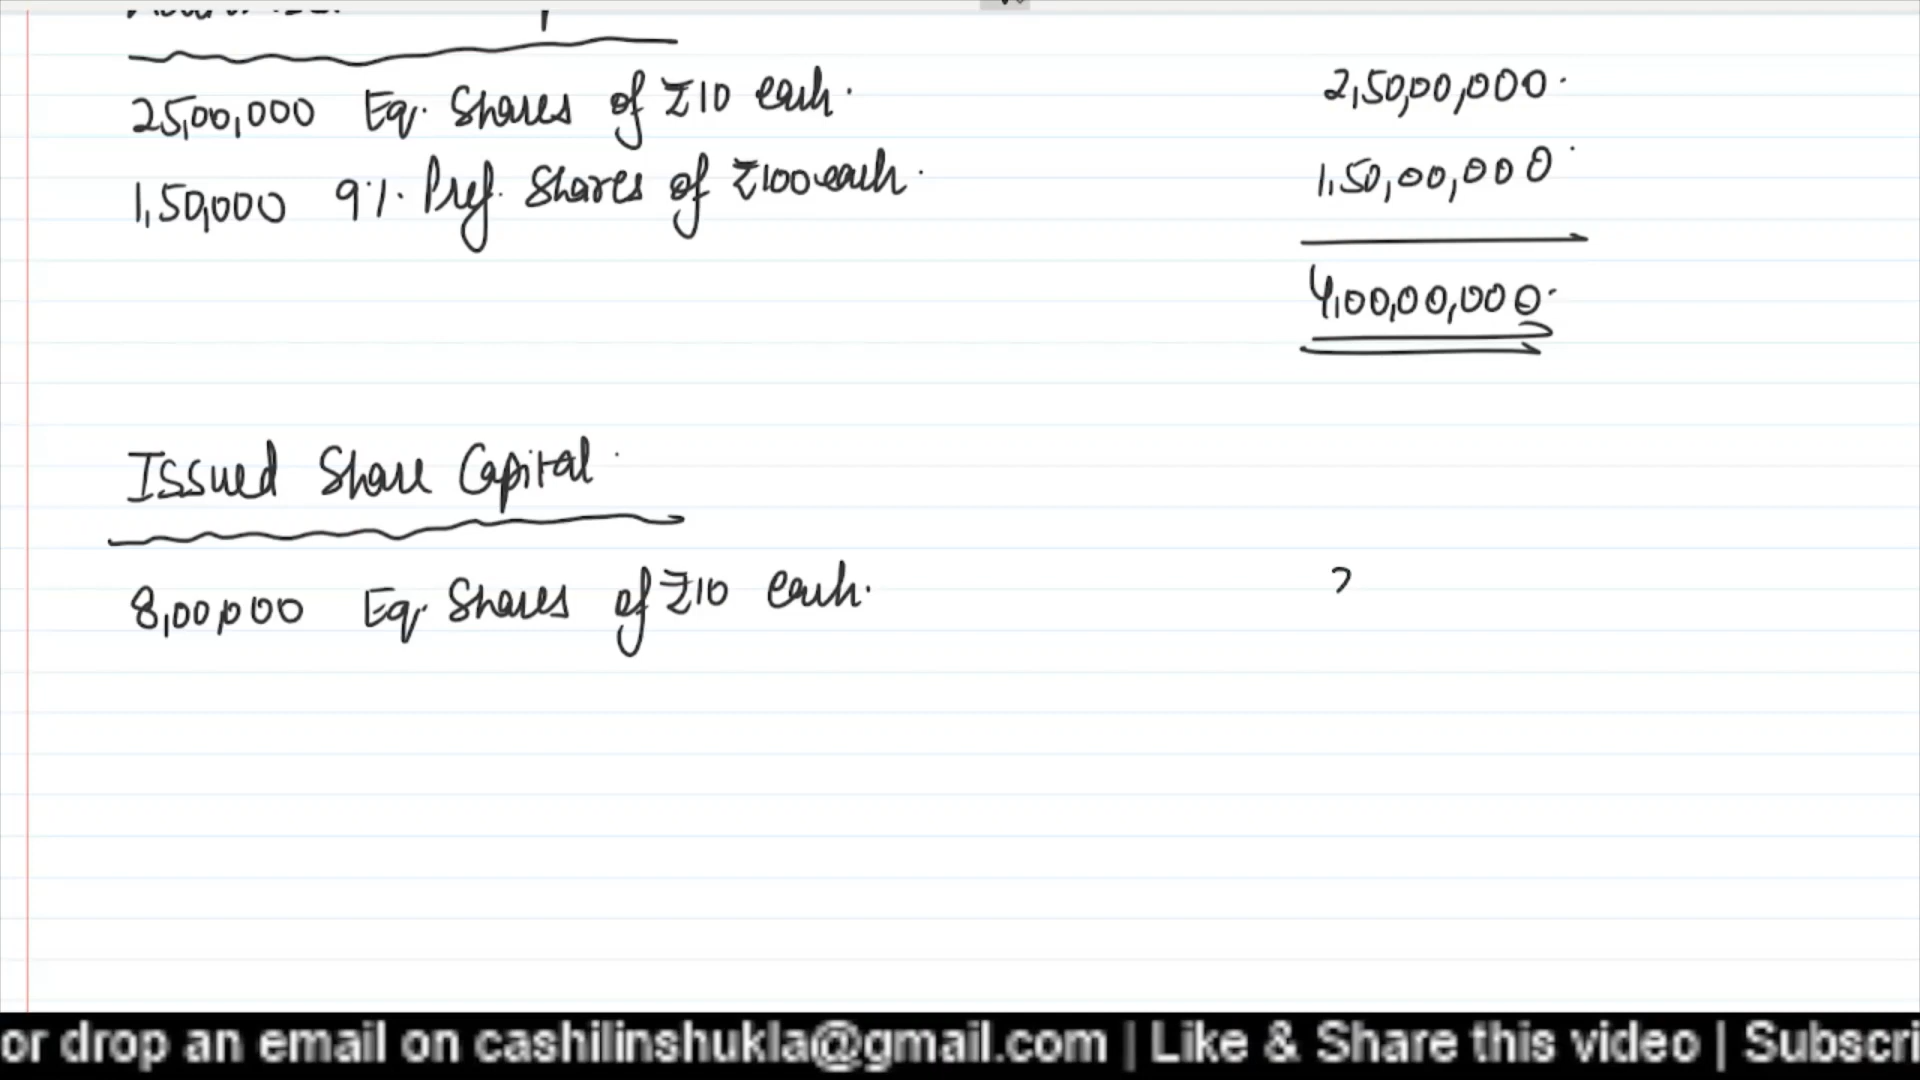 25,00,000 Eq. Shares of ₹10 each. 2,50,00,000.
1,50,000 9%. Pref. Shares of ₹100 each. 1,50,00,000
4,00,00,000.
Issued Share Capital.
8,00,000 Eq. Shares of ₹10 each.
or drop an email on cashilinshukla@gmail.com | Like & Share this video | Subscri